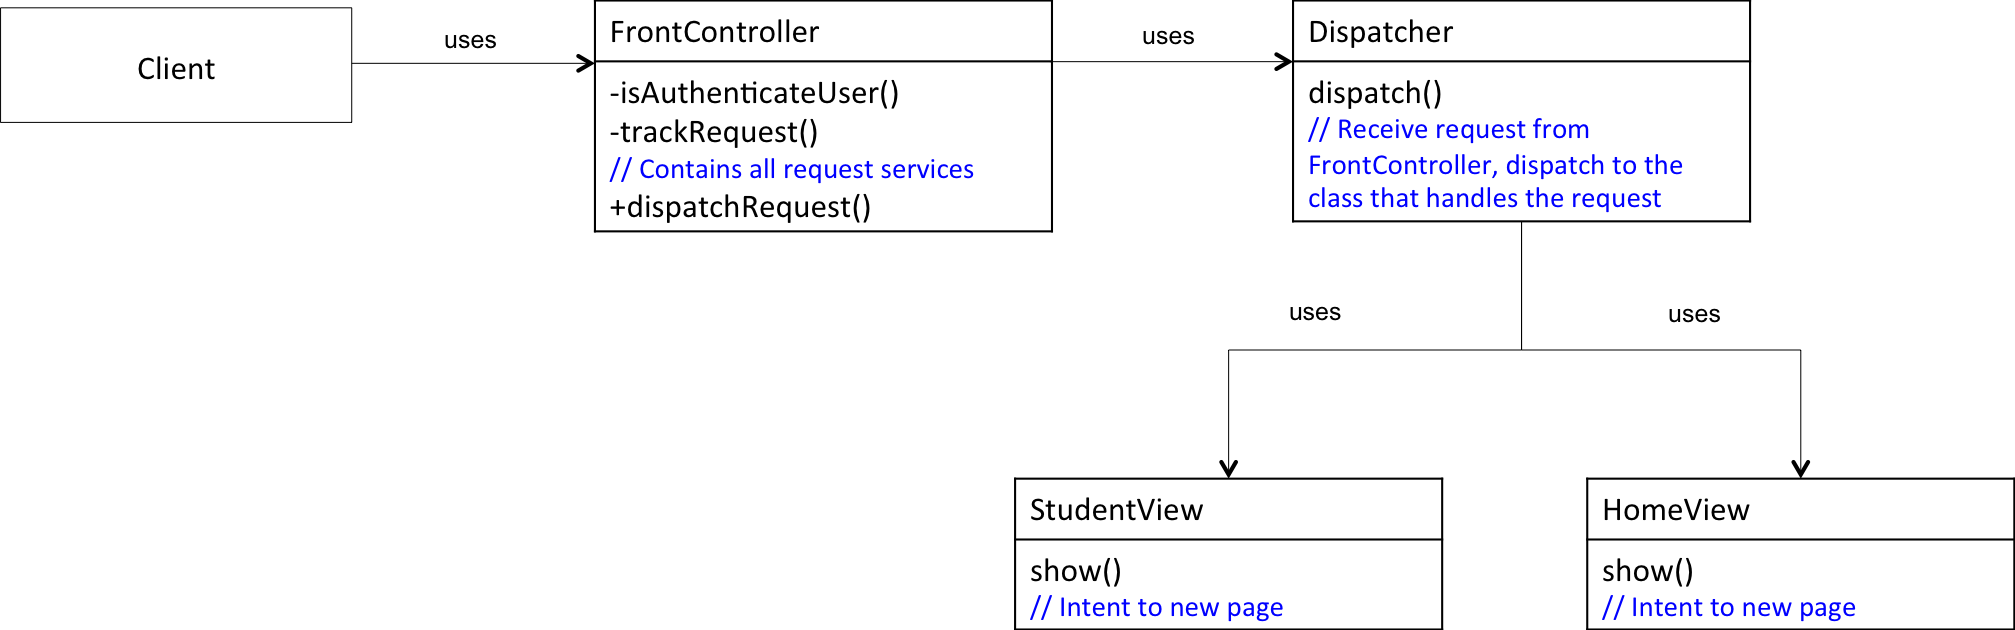 Client
uses
FrontController
-isAuthenticateUser()
-trackRequest()
// Contains all request services
+dispatchRequest()
uses
Dispatcher
dispatch()
// Receive request from
FrontController, dispatch to the
class that handles the request
uses
uses
StudentView
show()
// Intent to new page
HomeView
show()
// Intent to new page